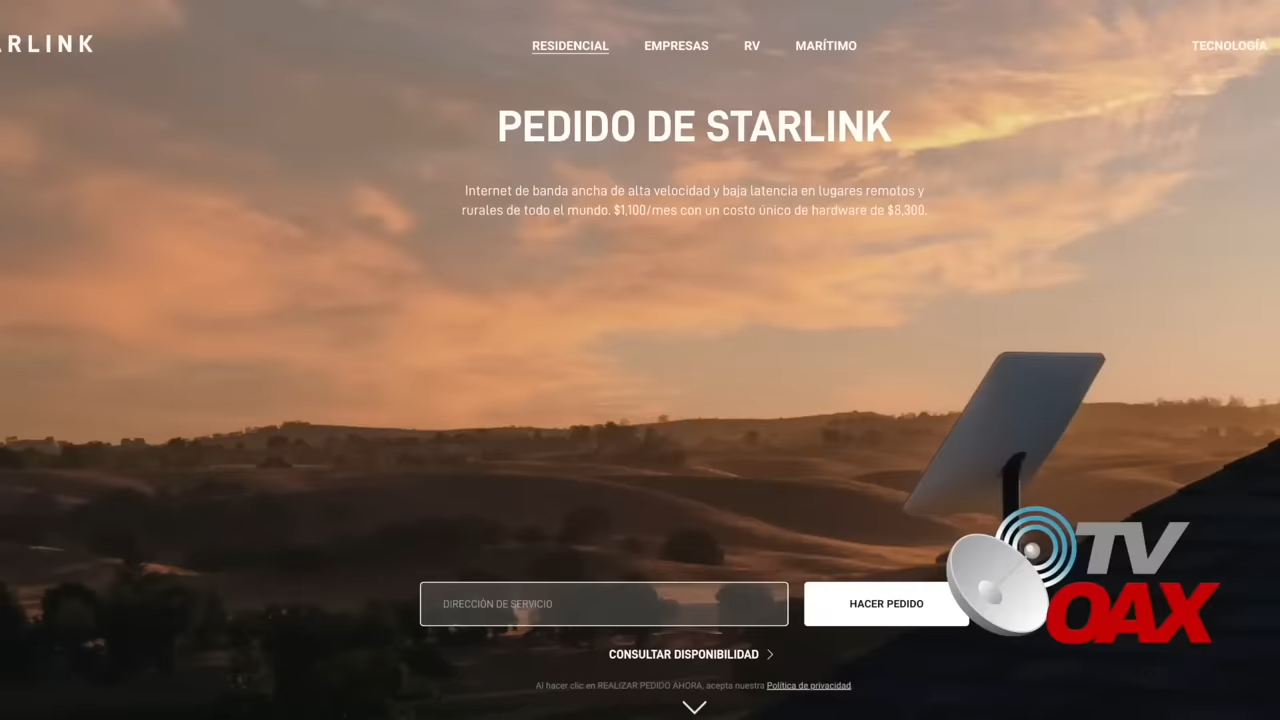 ARLINK
RESIDENCIAL EMPRESAS RV MARÍTIMO TECNOLOGÍA
PEDIDO DE STARLINK
Internet de banda ancha de alta velocidad y baja latencia en lugares remotos y
rurales de todo el mundo. $1,100/mes con un costo único de hardware de $8,300.
DIRECCIÓN DE SERVICIO
HACER PEDIDO
CONSULTAR DISPONIBILIDAD
Al hacer clic en REALIZAR PEDIDO AHORA, acepta nuestra Política de privacidad
TV
OAX